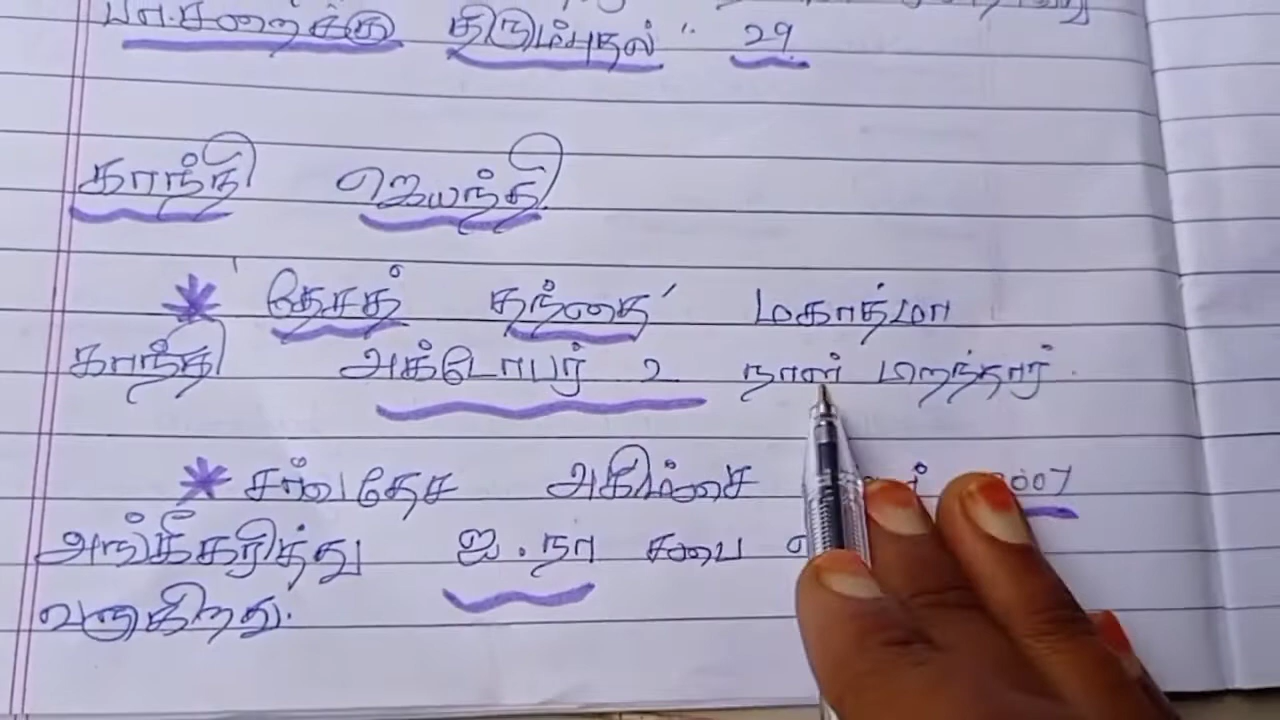 பாசறைக்கு திரும்புதல்" 29
காந்தி ஜெயந்தி
* 'தேசத் தந்தை' மகாத்மா
காந்தி அக்டோபர் 2 நாள் பிறந்தார்.
* சர்வதேச அகிம்சை 2007
அங்கீகரித்து ஐ.நா சபை
வருகிறது.